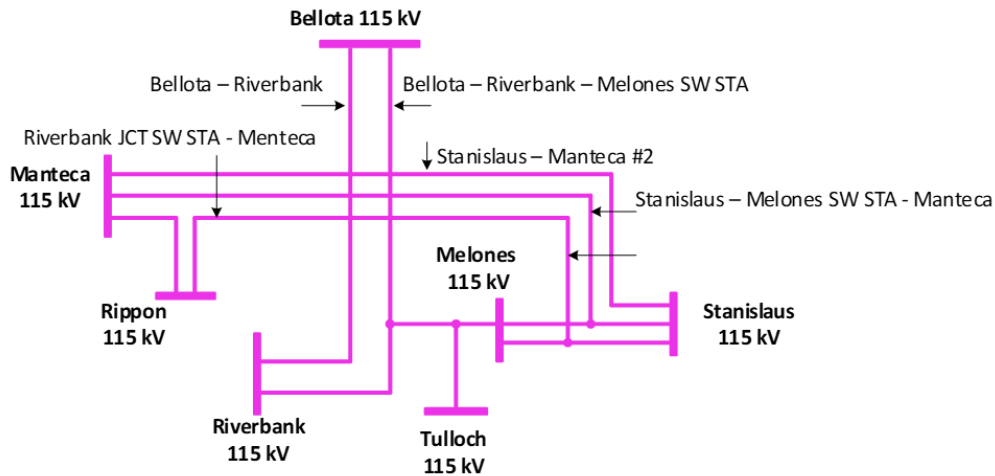 Bellota 115 kV
Bellota – Riverbank
Bellota – Riverbank – Melones SW STA
Riverbank JCT SW STA - Menteca
Stanislaus – Manteca #2
Manteca
115 kV
Stanislaus – Melones SW STA - Manteca
Melones
115 kV
Rippon
115 kV
Stanislaus
115 kV
Riverbank
115 kV
Tulloch
115 kV